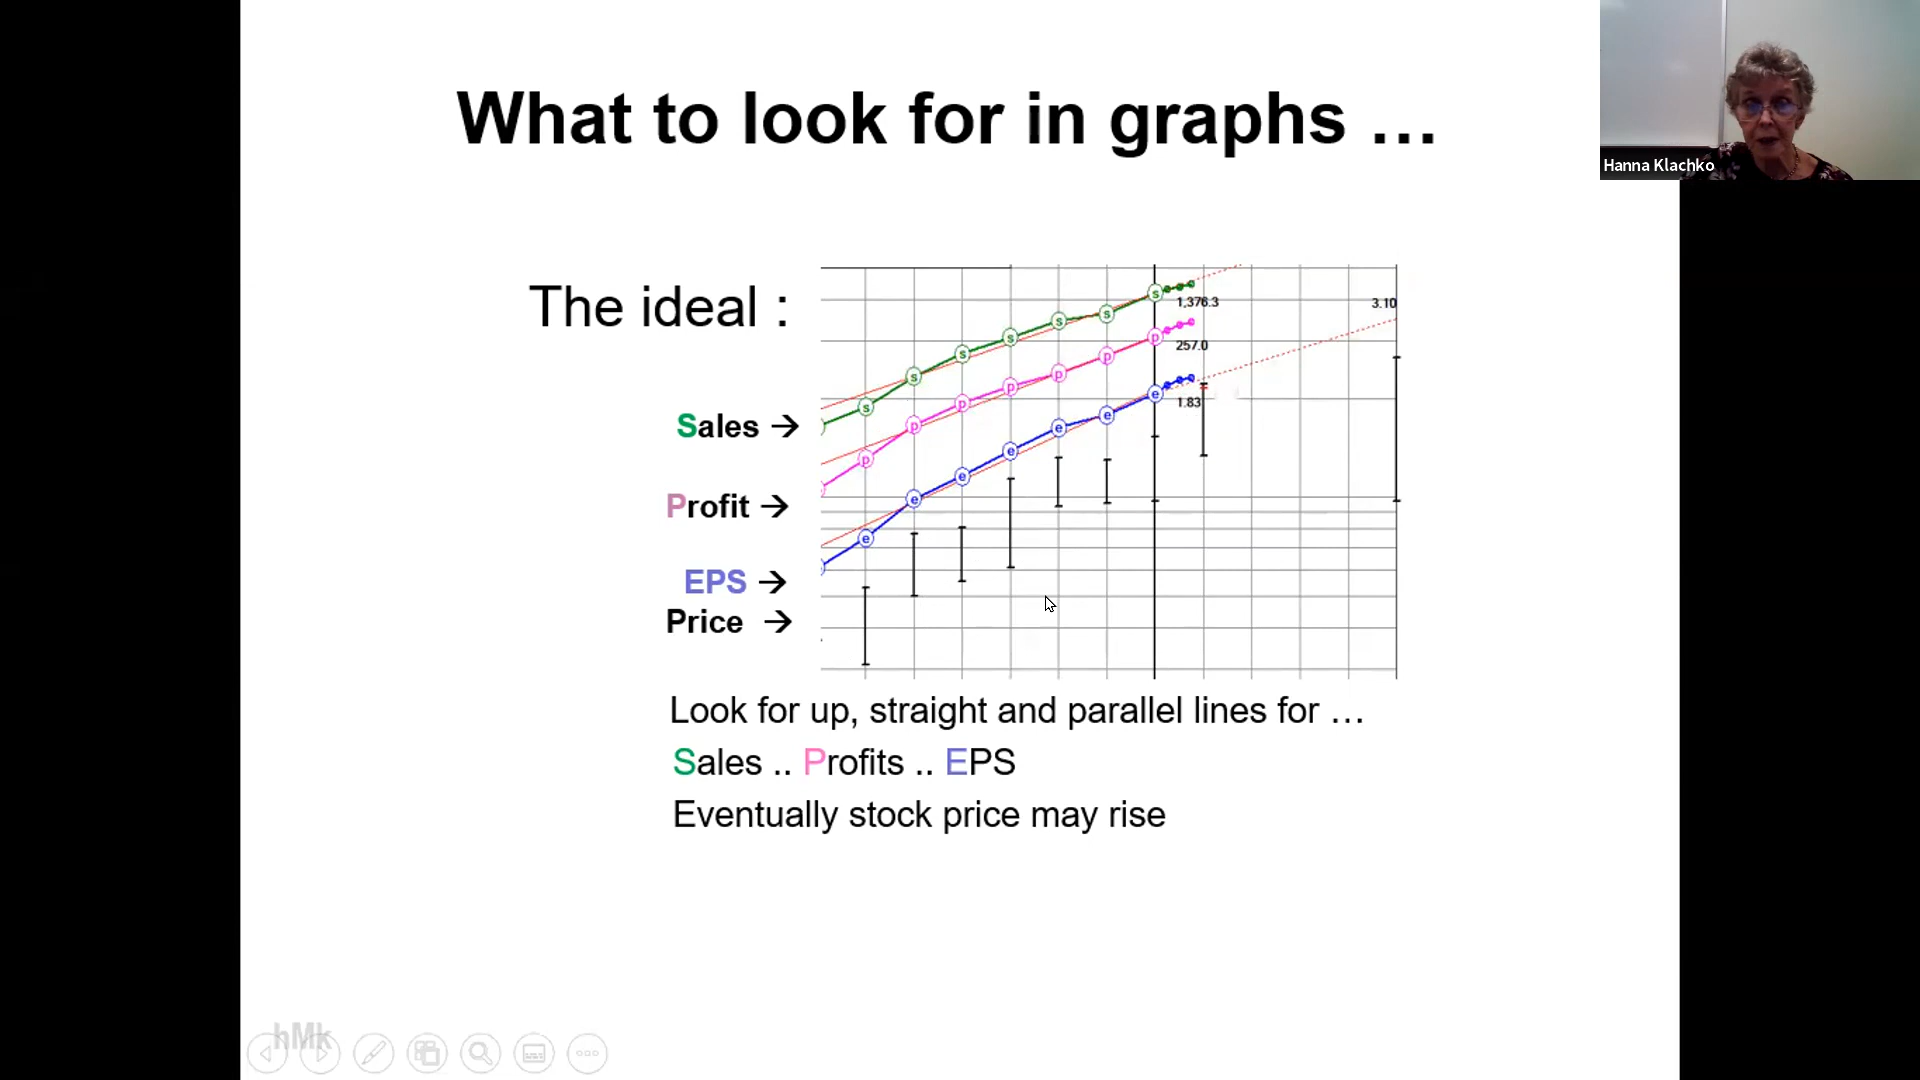 What to look for in graphs …
Hanna Klachko
The ideal :
Sales →
Profit →
EPS →
Price →
s s s s s s s
1,376.3
3.10
p p p p p p p
257.0
e e e e e e e
1.83
Look for up, straight and parallel lines for …
Sales .. Profits .. EPS
Eventually stock price may rise
hMk